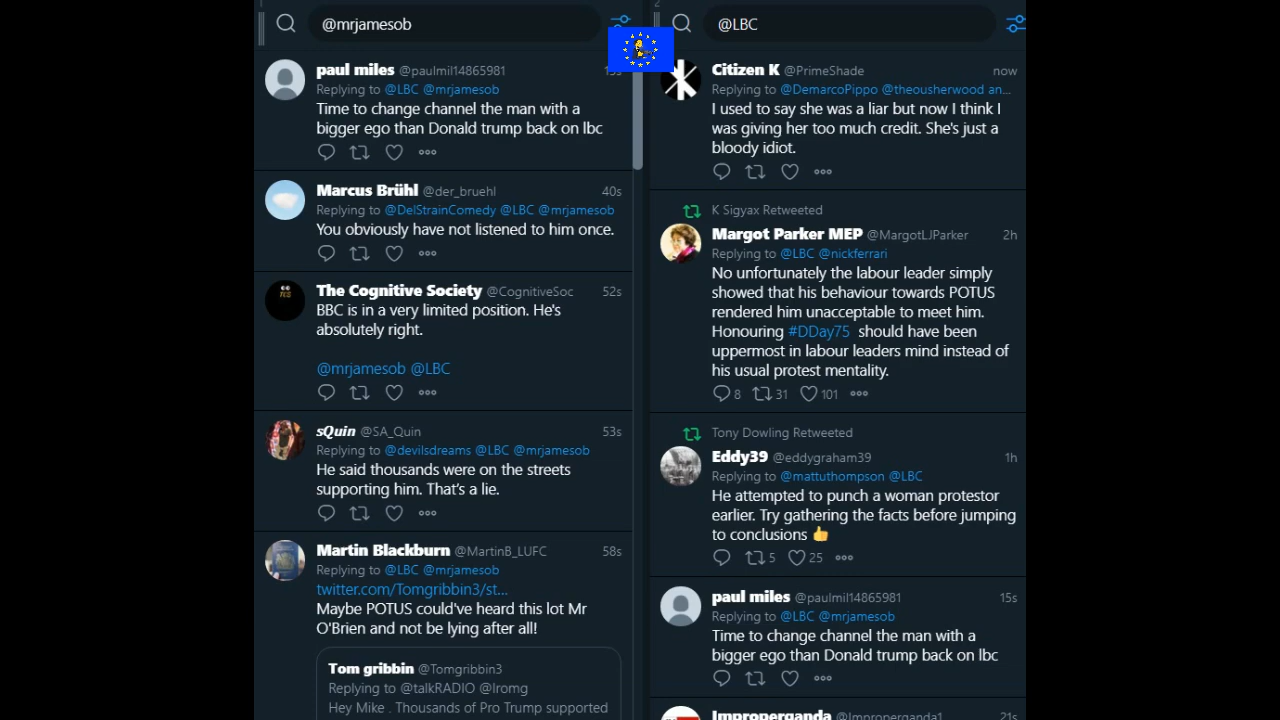 1
@mrjamesob
paul miles @paulmil14865981 15s
Replying to @LBC @mrjamesob
Time to change channel the man with a
bigger ego than Donald trump back on lbc
Marcus Brühl @der_bruehl 40s
Replying to @DelStrainComedy @LBC @mrjamesob
You obviously have not listened to him once.
The Cognitive Society @CognitiveSoc 52s
BBC is in a very limited position. He's
absolutely right.
@mrjamesob @LBC
sQuin @SA_Quin 53s
Replying to @devilsdreams @LBC @mrjamesob
He said thousands were on the streets
supporting him. That's a lie.
Martin Blackburn @MartinB_LUFC 58s
Replying to @LBC @mrjamesob
twitter.com/Tomgribbin3/st...
Maybe POTUS could've heard this lot Mr
O'Brien and not be lying after all!
Tom gribbin @Tomgribbin3
Replying to @talkRADIO @Iromg
Hey Mike . Thousands of Pro Trump supported
2
@LBC
Citizen K @PrimeShade now
Replying to @DemarcoPippo @theousherwood an...
I used to say she was a liar but now I think I
was giving her too much credit. She's just a
bloody idiot.
K Sigyax Retweeted
Margot Parker MEP @MargotLJParker 2h
Replying to @LBC @nickferrari
No unfortunately the labour leader simply
showed that his behaviour towards POTUS
rendered him unacceptable to meet him.
Honouring #DDay75 should have been
uppermost in labour leaders mind instead of
his usual protest mentality.
8 31 101
Tony Dowling Retweeted
Eddy39 @eddygraham39 1h
Replying to @mattuthompson @LBC
He attempted to punch a woman protestor
earlier. Try gathering the facts before jumping
to conclusions 👍
5 25
paul miles @paulmil14865981 15s
Replying to @LBC @mrjamesob
Time to change channel the man with a
bigger ego than Donald trump back on lbc
Improperganda @Improperganda1 21s